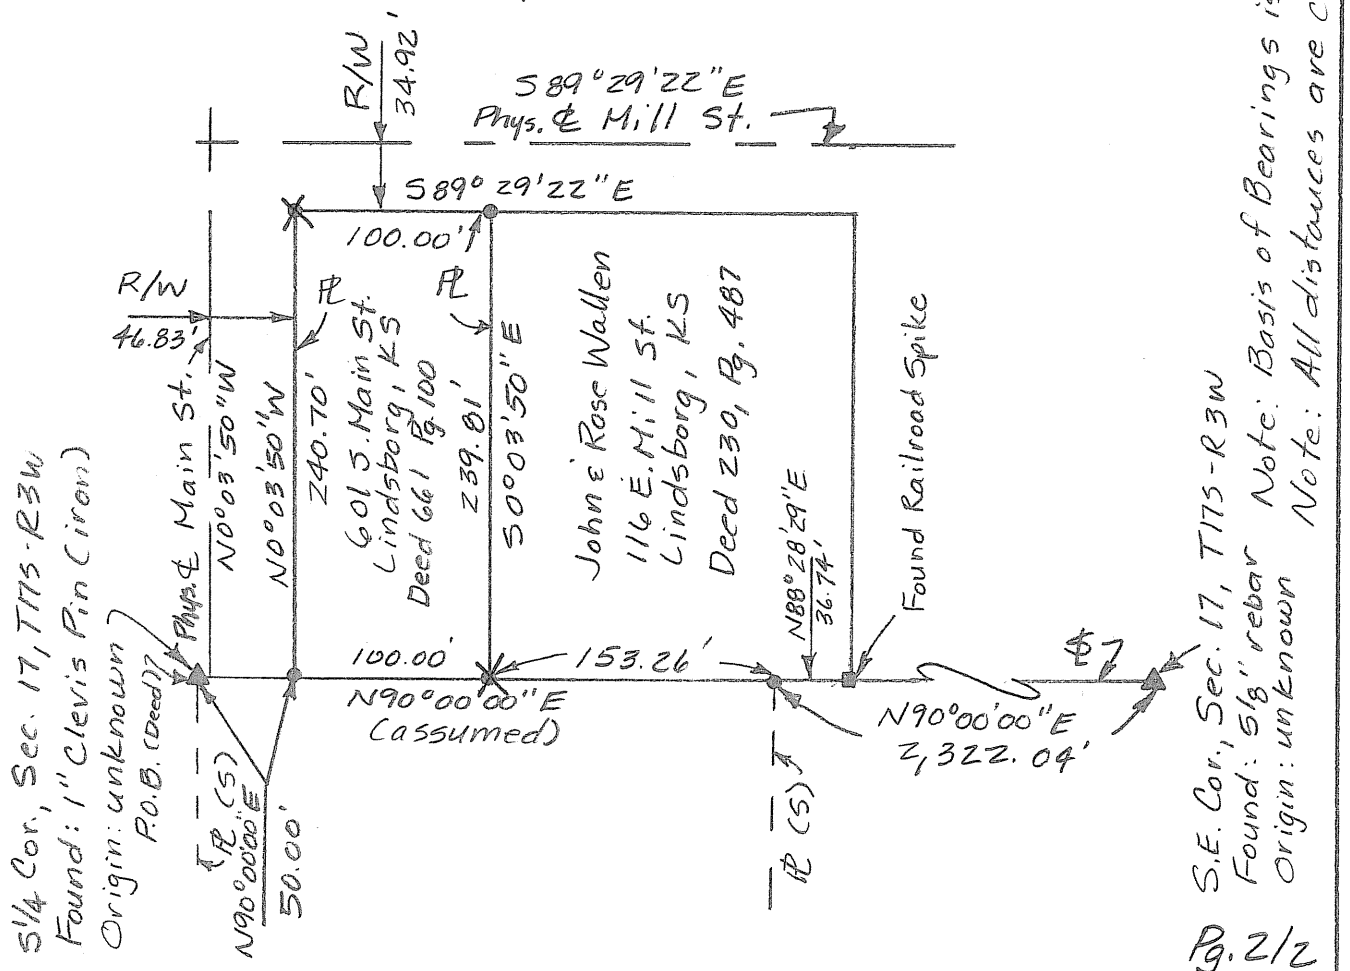 R/W
34.92'
S89°29'22"E
Phys. ℄ Mill St.
S89°29'22"E
100.00'
R/W
46.83'
Phys. ℄ Main St.
N0°03'50"W
N0°03'50"W
240.70'
PL
601 S. Main St.
Lindsborg, KS
Deed 661 Pg. 100
PL
239.81'
S0°03'50"E
John & Rose Wallen
116 E. Mill St.
Lindsborg, KS
Deed 230, Pg. 487
N88°28'29"E
36.74'
Found Railroad Spike
100.00'
N90°00'00"E
(assumed)
153.26'
N90°00'00"E
2,322.04'
PL (S)
N90°00'00"E
50.00'
PL (S)
S1/4 Cor., Sec. 17, T17S-R3W
Found: 1" Clevis Pin (iron)
Origin: unknown
P.O.B. (Deed)?
S.E. Cor., Sec. 17, T17S-R3W
Found: 5/8" rebar
Origin: unknown
Note: Basis of Bearings is
Note: All distances are
Pg. 2/2